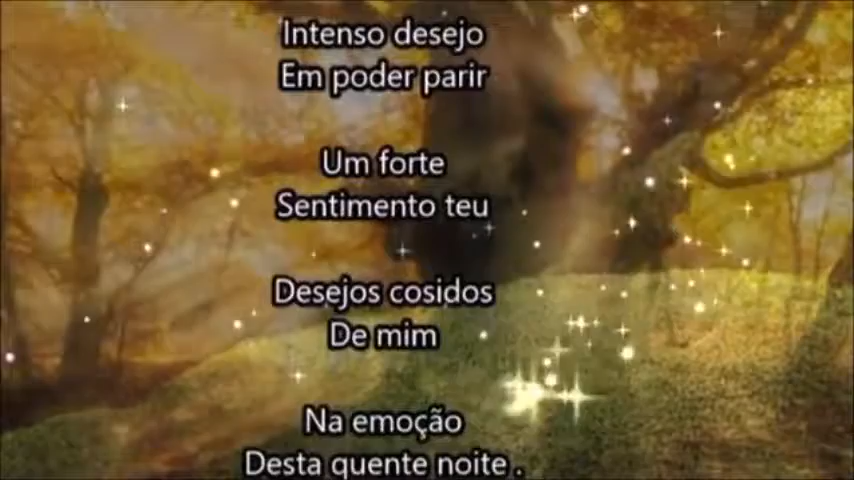 Intenso desejo
Em poder parir
Um forte
Sentimento teu
Desejos cosidos
De mim
Na emoção
Desta quente noite .